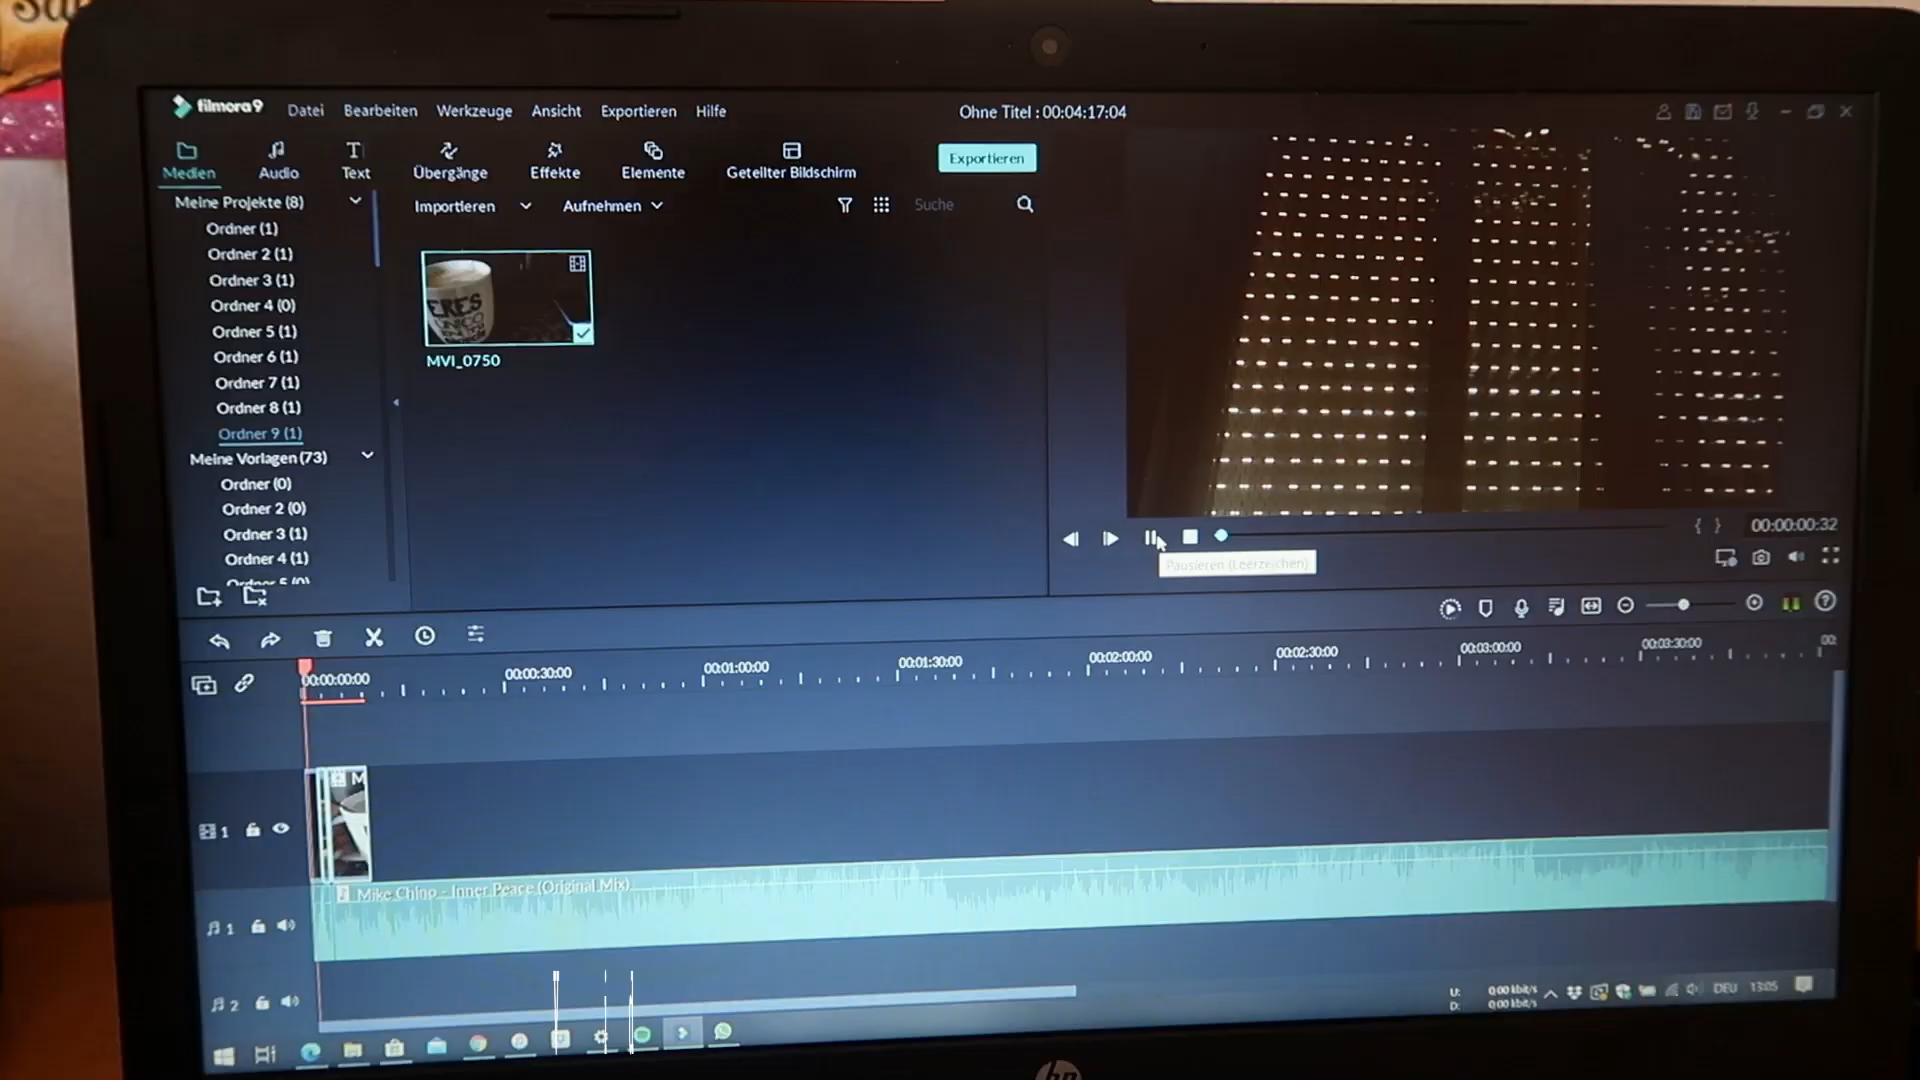 filmora9 Datei Bearbeiten Werkzeuge Ansicht Exportieren Hilfe Ohne Titel : 00:04:17:04
Medien Audio Text Übergänge Effekte Elemente Geteilter Bildschirm Exportieren
Meine Projekte (8) Importieren Aufnehmen Suche
Ordner (1)
Ordner 2 (1)
Ordner 3 (1)
Ordner 4 (0)
Ordner 5 (1)
Ordner 6 (1)
Ordner 7 (1)
Ordner 8 (1)
Ordner 9 (1)
Meine Vorlagen (73)
Ordner (0)
Ordner 2 (0)
Ordner 3 (1)
Ordner 4 (1)
Ordner 5 (0)
ERES
UNICO
MVI_0750
00:00:00:32
Pausieren (Leerzeichen)
00:00:00:00 00:00:30:00 00:01:00:00 00:01:30:00 00:02:00:00 00:02:30:00 00:03:00:00 00:03:30:00 00:
M
1
Mike Chino - Inner Peace (Original Mix)
1
2
U: 0,00 kbit/s
D: 0,00 kbit/s
DEU 13:05
hp